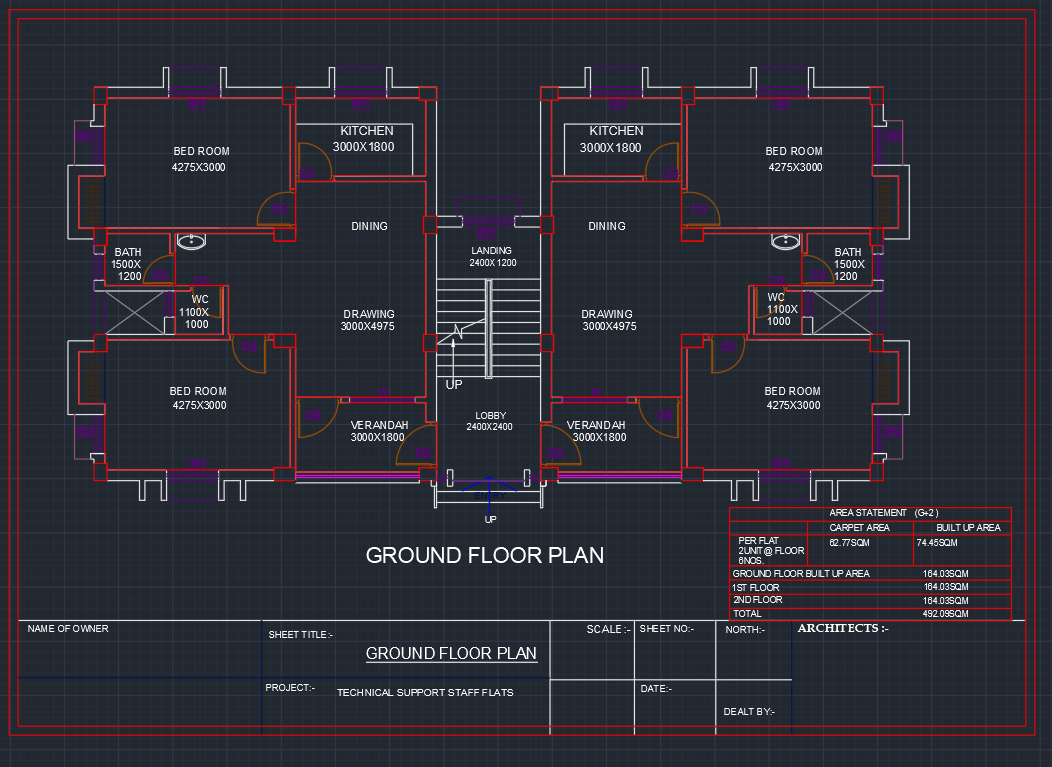 KITCHEN
3000X1800
KITCHEN
3000X1800
BED ROOM
4275X3000
BED ROOM
4275X3000
DINING
DINING
BATH
1500X
1200
LANDING
2400X1200
BATH
1500X
1200
WC
1100X
1000
WC
1100X
1000
DRAWING
3000X4975
DRAWING
3000X4975
UP
BED ROOM
4275X3000
BED ROOM
4275X3000
VERANDAH
3000X1800
LOBBY
2400X2400
VERANDAH
3000X1800
UP
GROUND FLOOR PLAN
AREA STATEMENT (G+2)
CARPET AREA BUILT UP AREA
PER FLAT
2UNIT@ FLOOR
6NOS.
62.77SQM 74.45SQM
GROUND FLOOR BUILT UP AREA 164.03SQM
1ST FLOOR 164.03SQM
2ND FLOOR 164.03SQM
TOTAL 492.09SQM
NAME OF OWNER
SHEET TITLE:-
GROUND FLOOR PLAN
PROJECT:- TECHNICAL SUPPORT STAFF FLATS
SCALE:-
SHEET NO:-
DATE:-
NORTH:-
DEALT BY:-
ARCHITECTS :-